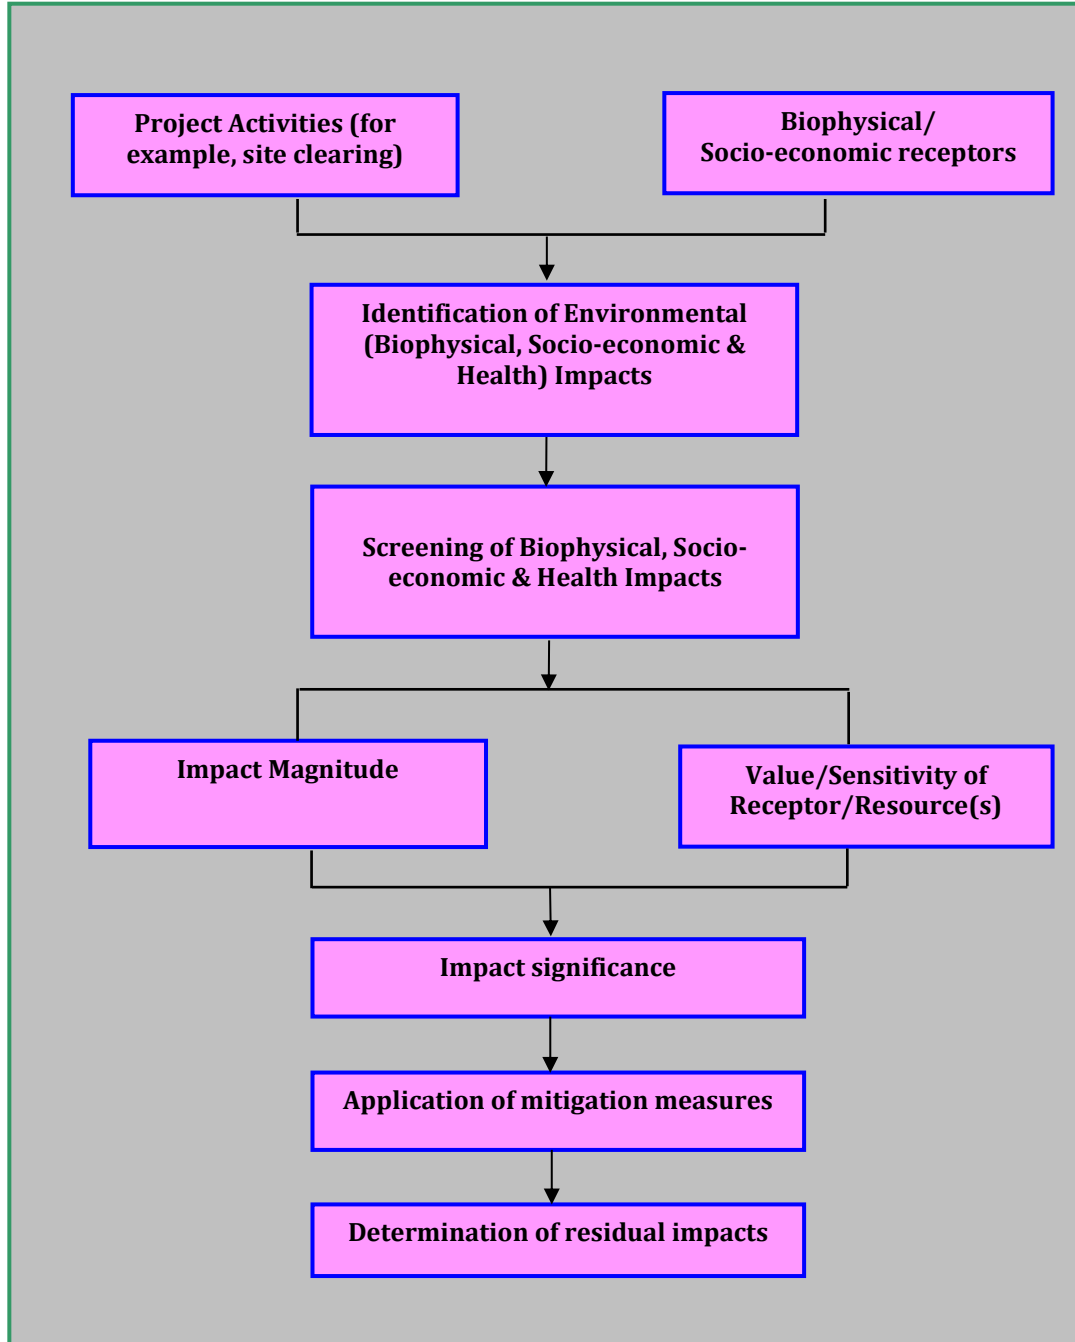 Project Activities (for
example, site clearing)
Biophysical/
Socio-economic receptors
Identification of Environmental
(Biophysical, Socio-economic &
Health) Impacts
Screening of Biophysical, Socio-
economic & Health Impacts
Impact Magnitude
Value/Sensitivity of
Receptor/Resource(s)
Impact significance
Application of mitigation measures
Determination of residual impacts